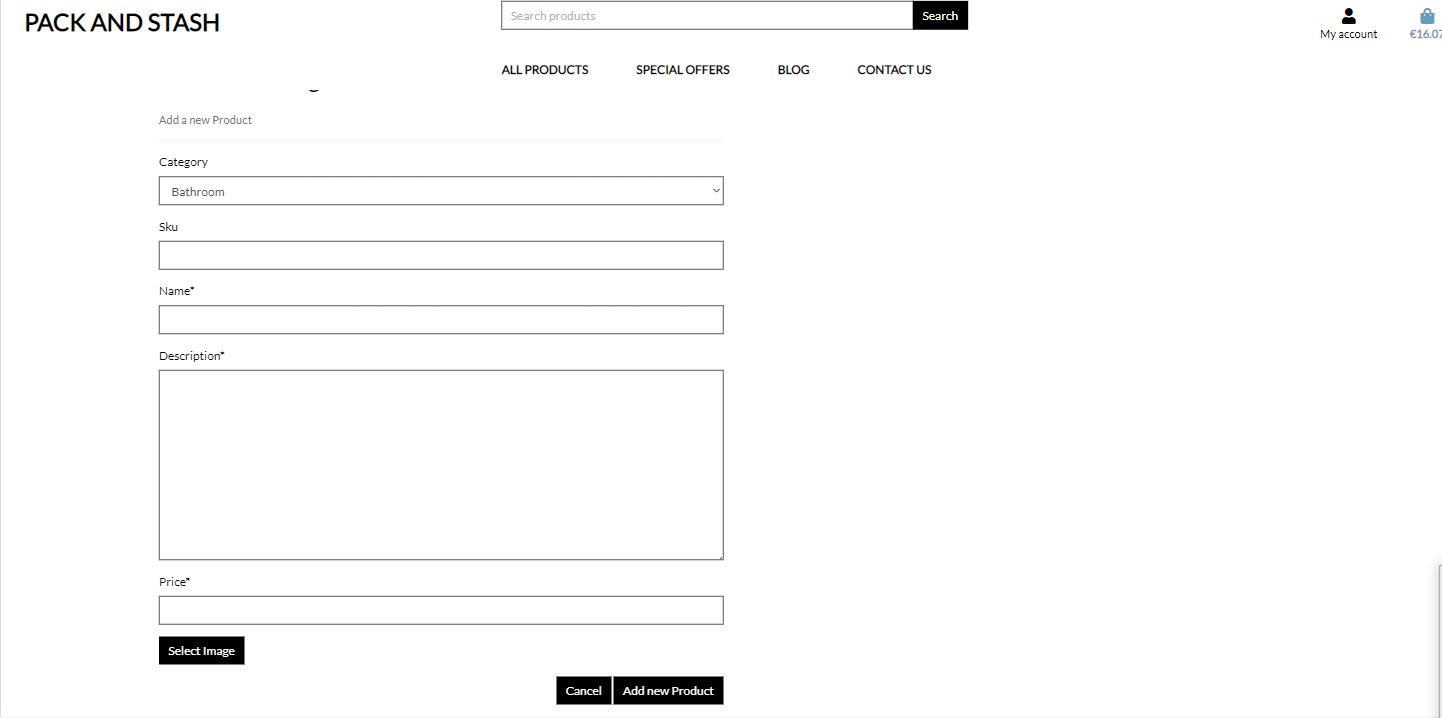 PACK AND STASH
Search products
Search
My account
€16.07
ALL PRODUCTS
SPECIAL OFFERS
BLOG
CONTACT US
Add a new Product
Category
Bathroom
Sku
Name*
Description*
Price*
Select Image
Cancel
Add new Product